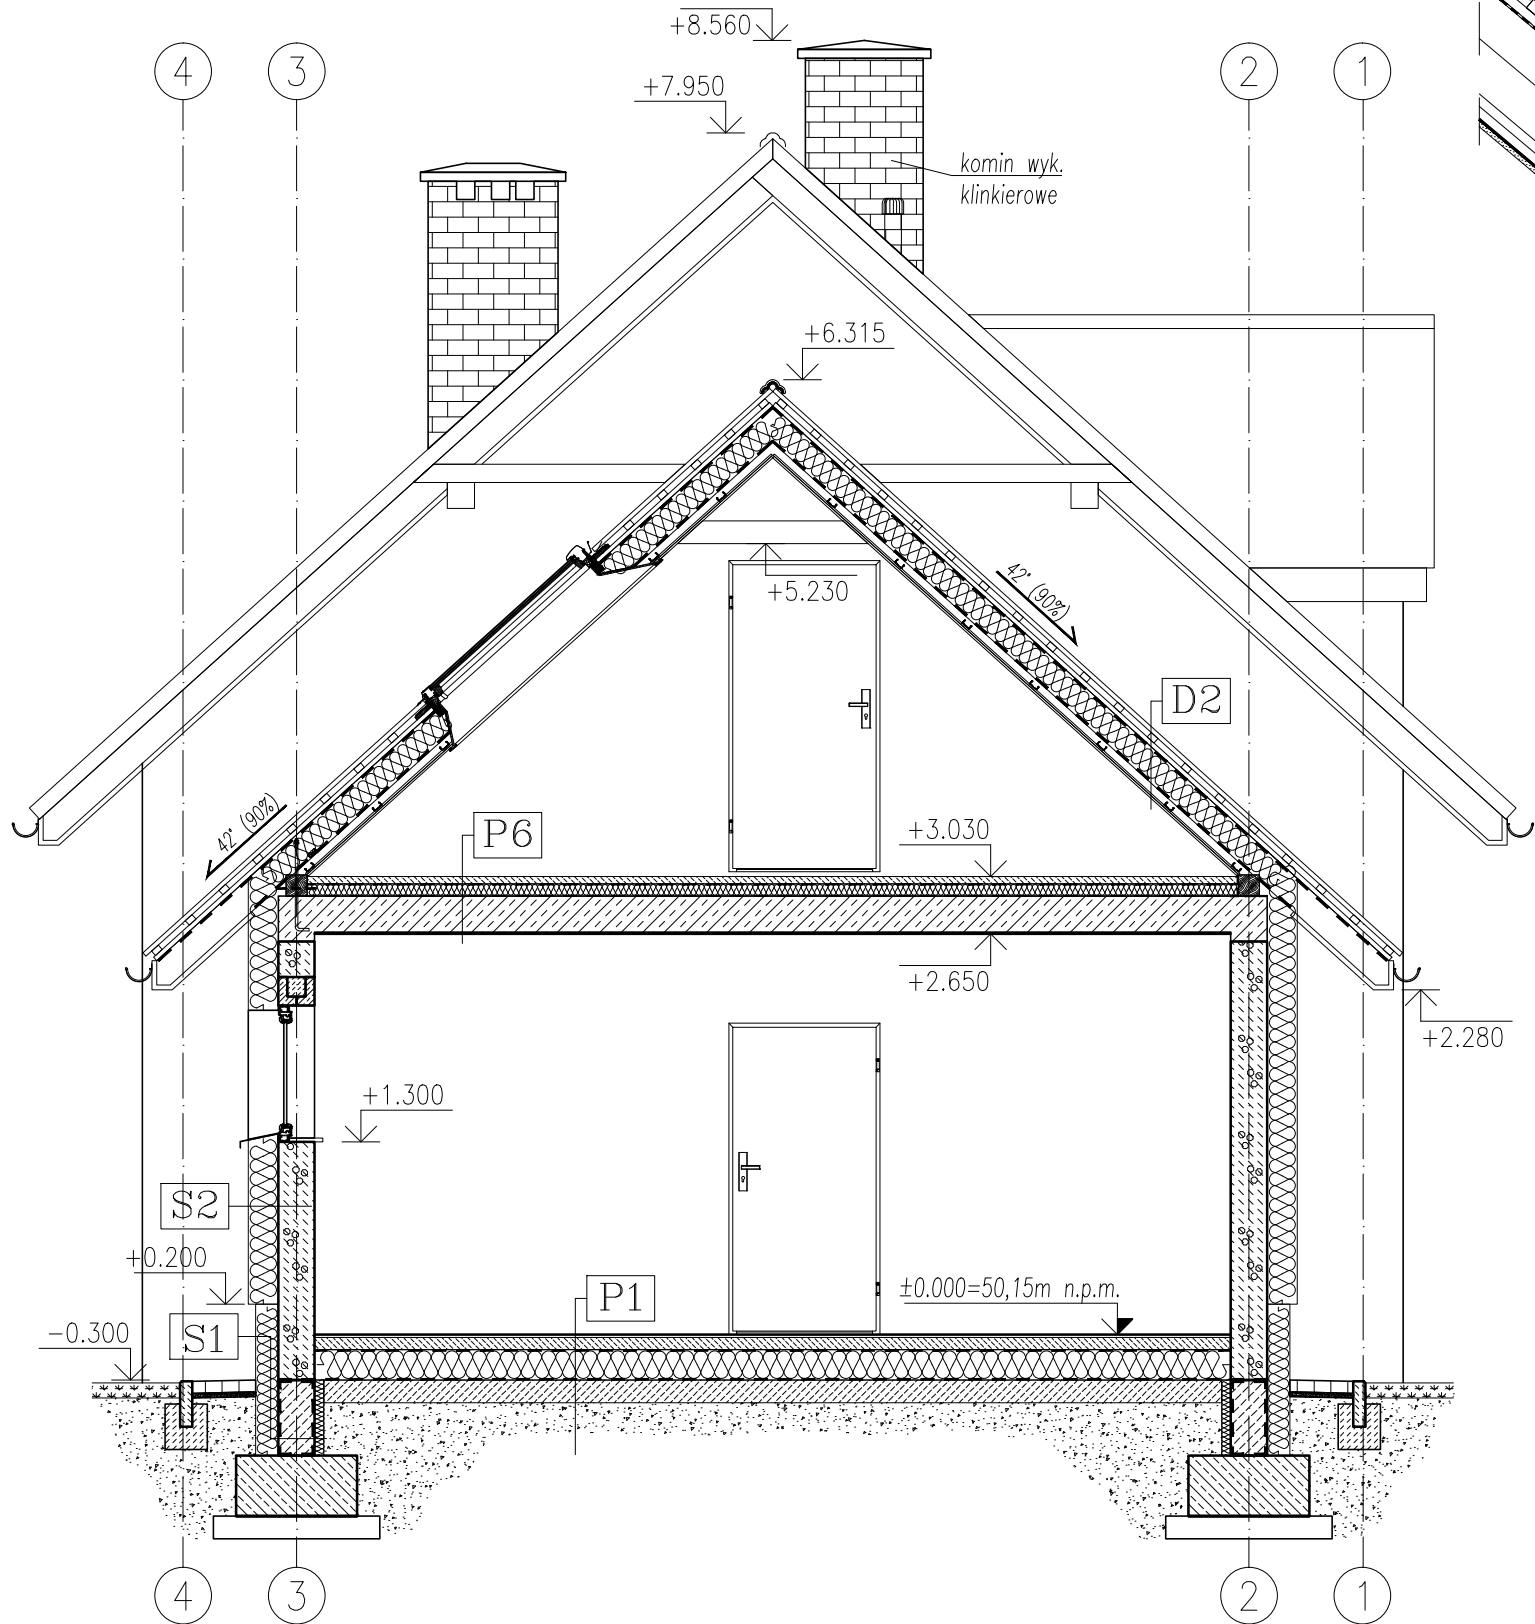 +8.560
4
3
2
1
+7.950
komin wyk.
klinkierowe
+6.315
42° (90%)
+5.230
D2
42° (90%)
P6
+3.030
+2.650
+2.280
+1.300
S2
+0.200
P1
±0.000=50,15m n.p.m.
S1
-0.300
4
3
2
1